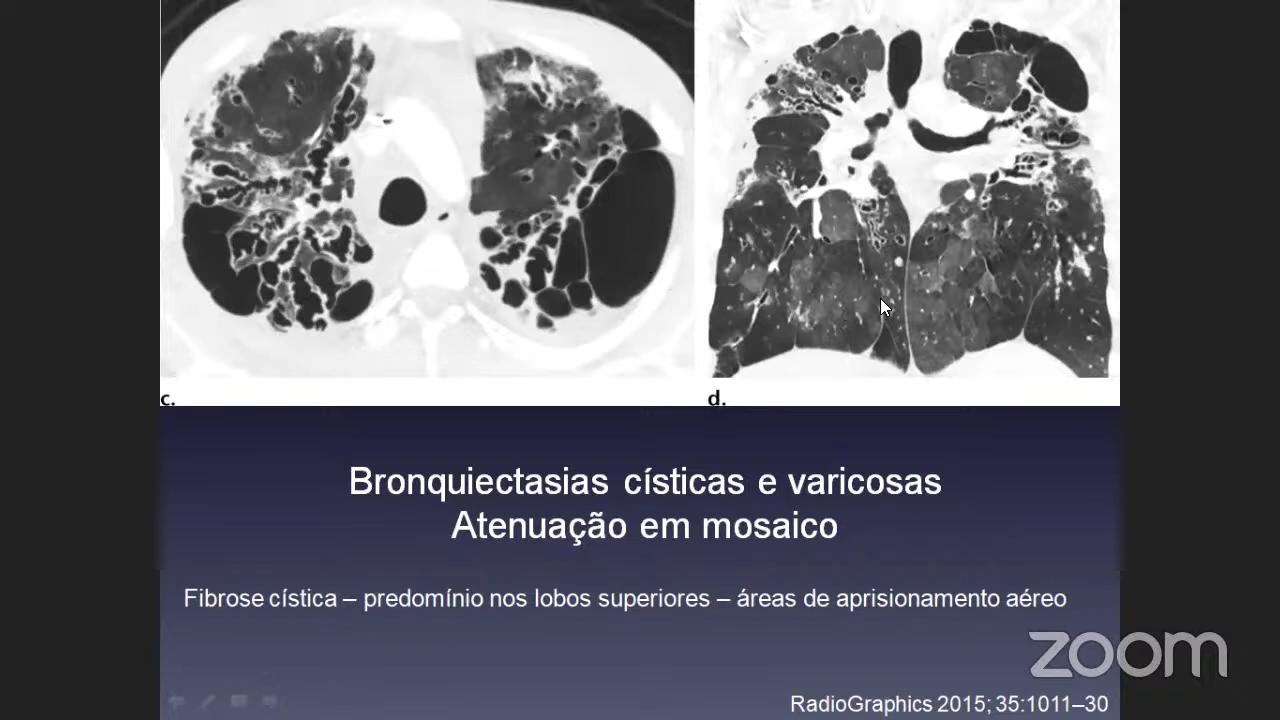 c.
d.
Bronquiectasias císticas e varicosas
Atenuação em mosaico
Fibrose cística – predomínio nos lobos superiores – áreas de aprisionamento aéreo
zoom
RadioGraphics 2015; 35:1011–30